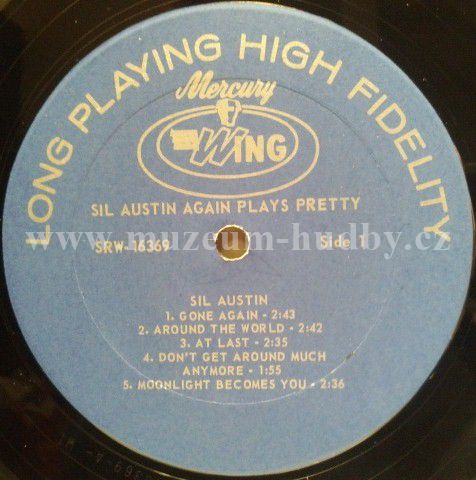 LONG PLAYING HIGH FIDELITY
Mercury
WING
SIL AUSTIN AGAIN PLAYS PRETTY
www.muzeum-hudby.cz
SRW-16369 Side 1
SIL AUSTIN
1. GONE AGAIN - 2:43
2. AROUND THE WORLD - 2:42
3. AT LAST - 2:35
4. DON'T GET AROUND MUCH
ANYMORE - 1:55
5. MOONLIGHT BECOMES YOU - 2:36